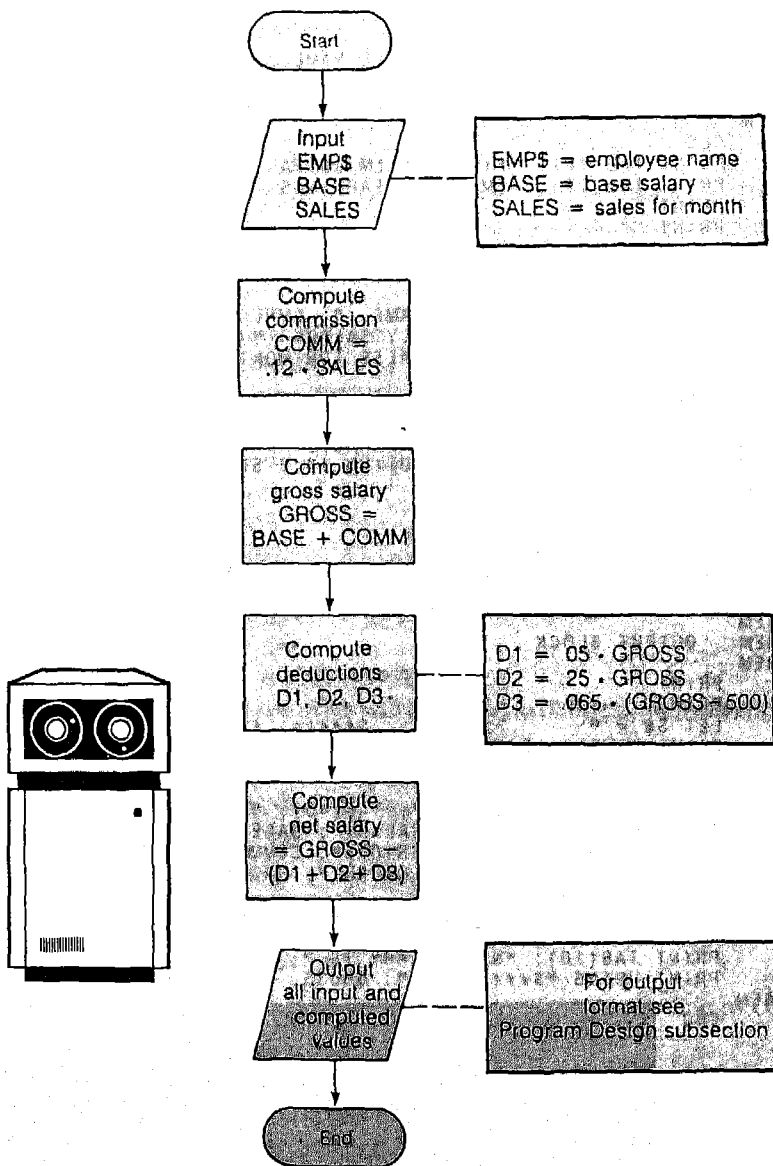 Start
Input
EMP$
BASE
SALES
EMP$ = employee name
BASE = base salary
SALES = sales for month
Compute
commission
COMM =
.12 * SALES
Compute
gross salary
GROSS =
BASE + COMM
Compute
deductions
D1, D2, D3
D1 = 05 * GROSS
D2 = 25 * GROSS
D3 = 065 * (GROSS - 500)
Compute
net salary
= GROSS -
(D1 + D2 + D3)
Output
all input and
computed
values
For output
format see
Program Design subsection
End